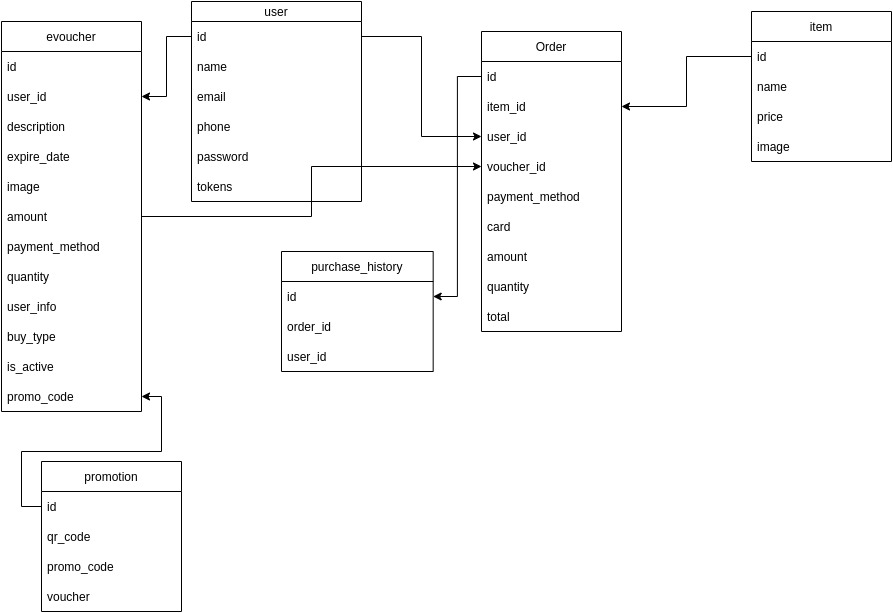 evoucher
id
user_id
description
expire_date
image
amount
payment_method
quantity
user_info
buy_type
is_active
promo_code
user
id
name
email
phone
password
tokens
Order
id
item_id
user_id
voucher_id
payment_method
card
amount
quantity
total
item
id
name
price
image
purchase_history
id
order_id
user_id
promotion
id
qr_code
promo_code
voucher